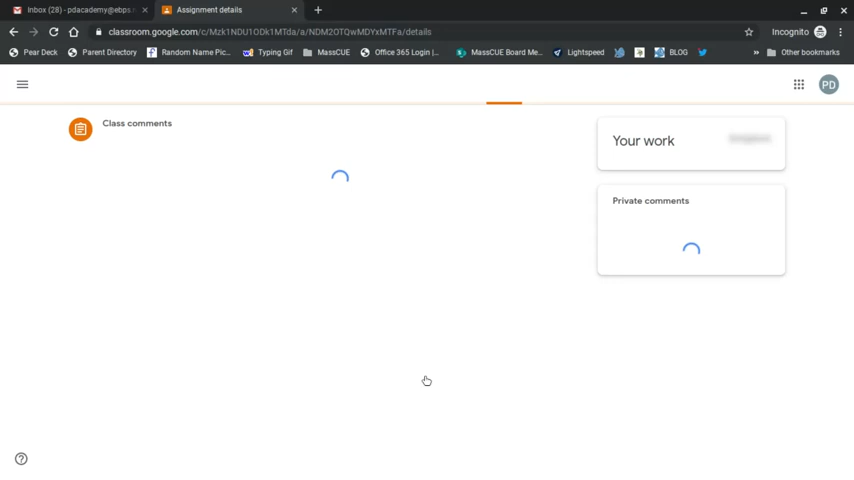 Inbox (28) - pdacademy@ebps
Assignment details
classroom.google.com/c/Mzk1NDU1ODk1MTda/a/NDM2OTQwMDYxMTFa/details
Incognito
Pear Deck
Parent Directory
Random Name Pic...
Typing Gif
MassCUE
Office 365 Login |...
MassCUE Board Me...
Lightspeed
BLOG
»
Other bookmarks
PD
Class comments
Your work
Private comments